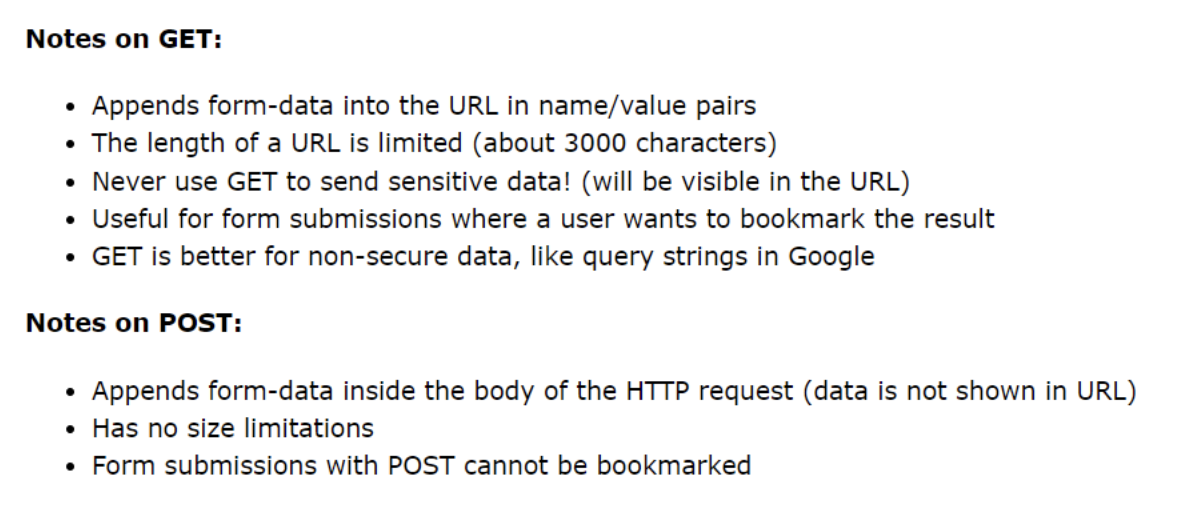 Notes on GET:
• Appends form-data into the URL in name/value pairs
• The length of a URL is limited (about 3000 characters)
• Never use GET to send sensitive data! (will be visible in the URL)
• Useful for form submissions where a user wants to bookmark the result
• GET is better for non-secure data, like query strings in Google
Notes on POST:
• Appends form-data inside the body of the HTTP request (data is not shown in URL)
• Has no size limitations
• Form submissions with POST cannot be bookmarked